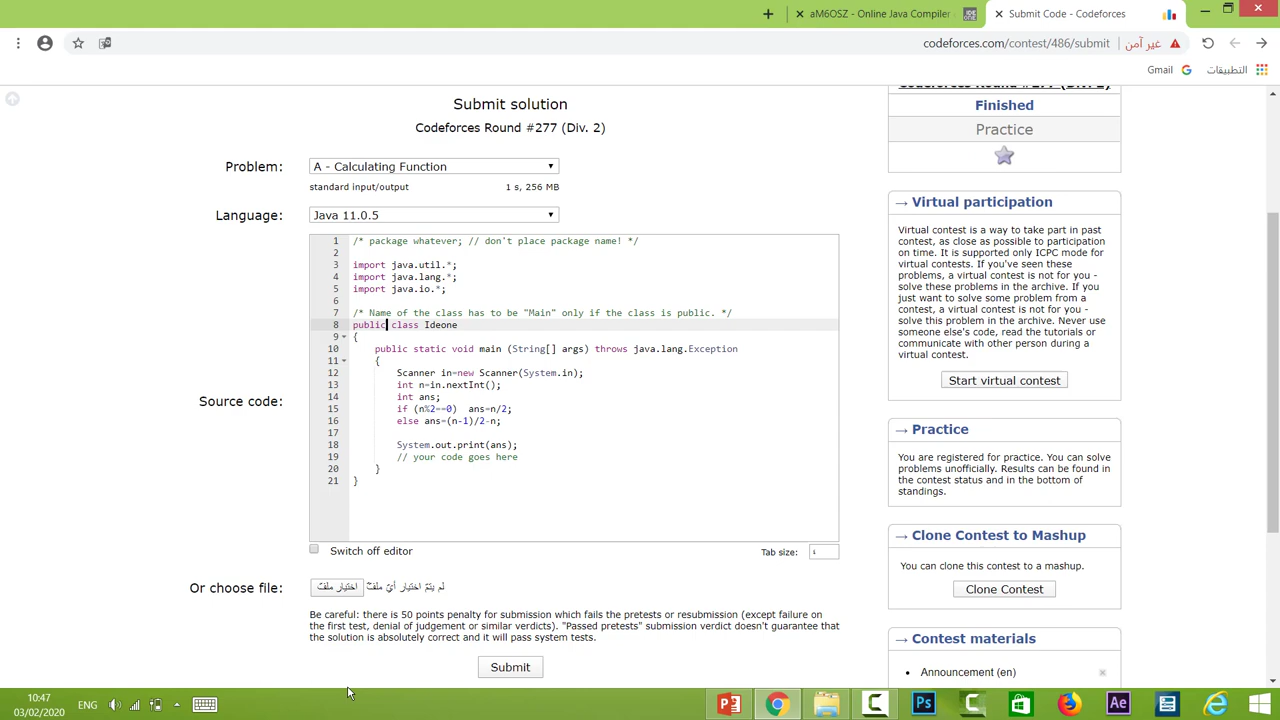 aM6OSZ - Online Java Compiler
Submit Code - Codeforces
codeforces.com/contest/486/submit
غير آمن
Gmail
التطبيقات
Submit solution
Codeforces Round #277 (Div. 2)
Problem:
A - Calculating Function
standard input/output
1 s, 256 MB
Language:
Java 11.0.5
Source code:
1 /* package whatever; // don't place package name! */
2
3 import java.util.*;
4 import java.lang.*;
5 import java.io.*;
6
7 /* Name of the class has to be "Main" only if the class is public. */
8 public class Ideone
9 {
10 public static void main (String[] args) throws java.lang.Exception
11 {
12 Scanner in=new Scanner(System.in);
13 int n=in.nextInt();
14 int ans;
15 if (n%2==0)  ans=n/2;
16 else ans=(n-1)/2-n;
17
18 System.out.print(ans);
19 // your code goes here
20 }
21 }
Switch off editor
Tab size:
٤
Or choose file:
اختيار ملفّ
لم يتمّ اختيار أيّ ملفّ
Be careful: there is 50 points penalty for submission which fails the pretests or resubmission (except failure on
the first test, denial of judgement or similar verdicts). "Passed pretests" submission verdict doesn't guarantee that
the solution is absolutely correct and it will pass system tests.
Submit
Codeforces Round #277 (Div. 2)
Finished
Practice
→ Virtual participation
Virtual contest is a way to take part in past
contest, as close as possible to participation
on time. It is supported only ICPC mode for
virtual contests. If you've seen these
problems, a virtual contest is not for you -
solve these problems in the archive. If you
just want to solve some problem from a
contest, a virtual contest is not for you -
solve this problem in the archive. Never use
someone else's code, read the tutorials or
communicate with other person during a
virtual contest.
Start virtual contest
→ Practice
You are registered for practice. You can solve
problems unofficially. Results can be found in
the contest status and in the bottom of
standings.
→ Clone Contest to Mashup
You can clone this contest to a mashup.
Clone Contest
→ Contest materials
Announcement (en)
10:47
03/02/2020
ENG
Ps
Ae